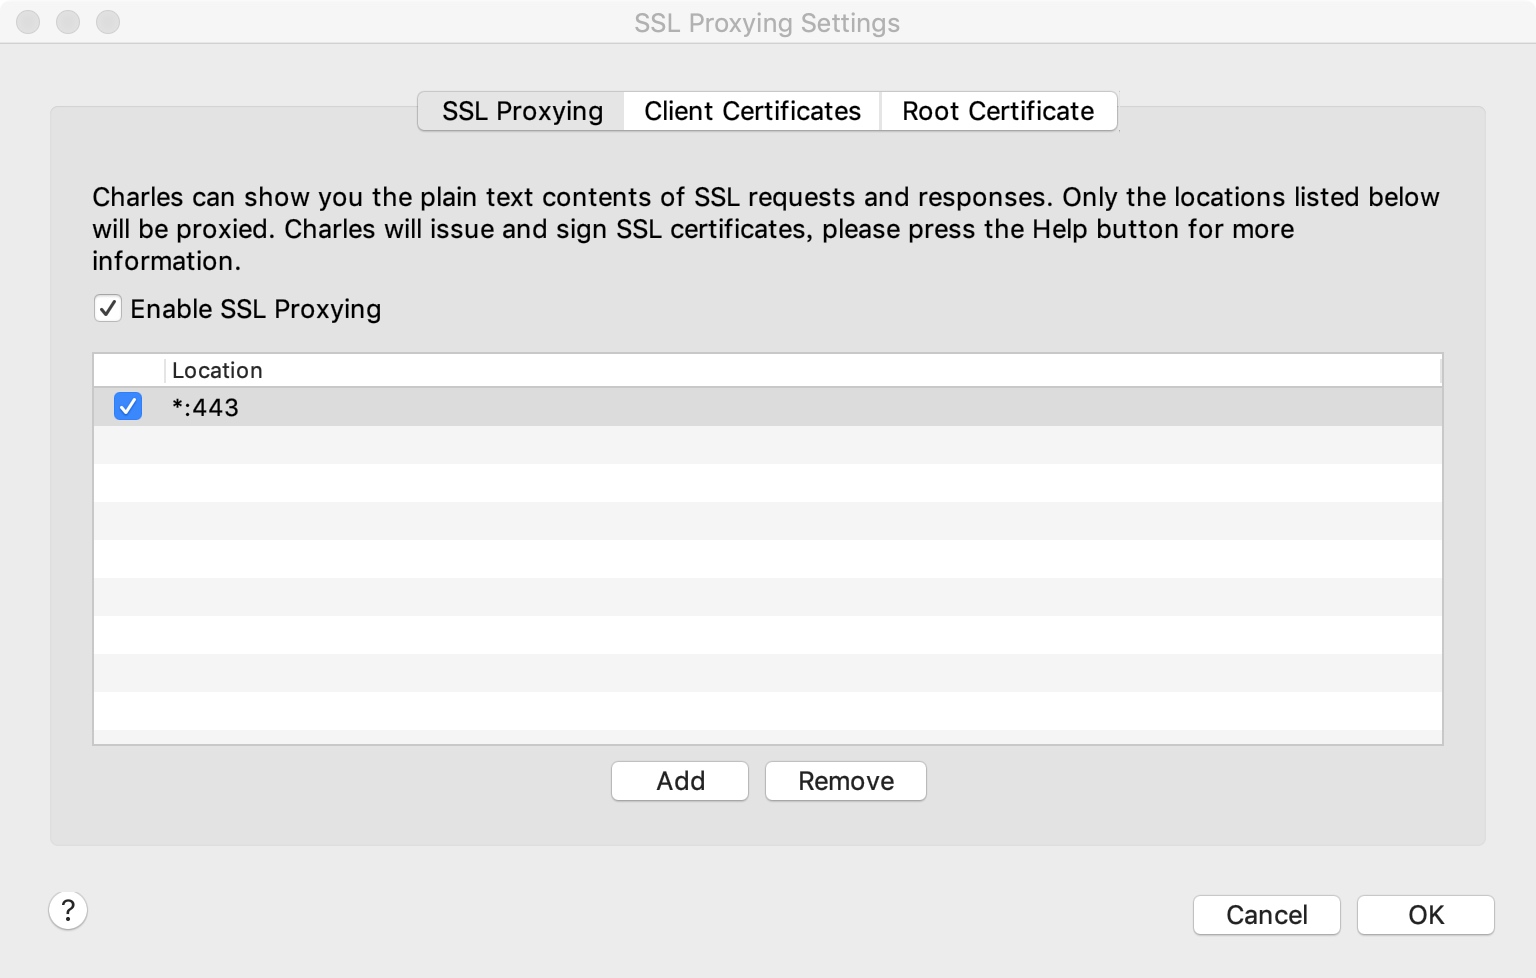 SSL Proxying Settings
SSL Proxying Client Certificates Root Certificate
Charles can show you the plain text contents of SSL requests and responses. Only the locations listed below
will be proxied. Charles will issue and sign SSL certificates, please press the Help button for more
information.
Enable SSL Proxying
Location
*:443
Add Remove
? Cancel OK